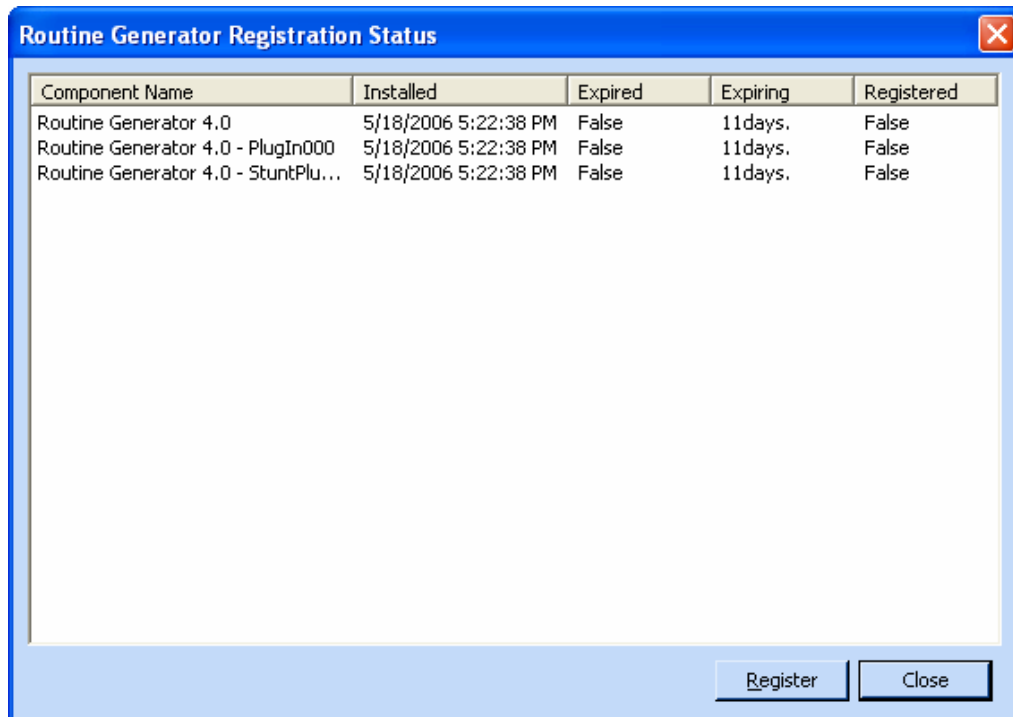 Routine Generator Registration Status
Component Name Installed Expired Expiring Registered
Routine Generator 4.0 5/18/2006 5:22:38 PM False 11days. False
Routine Generator 4.0 - PlugIn000 5/18/2006 5:22:38 PM False 11days. False
Routine Generator 4.0 - StuntPlu... 5/18/2006 5:22:38 PM False 11days. False
Register Close